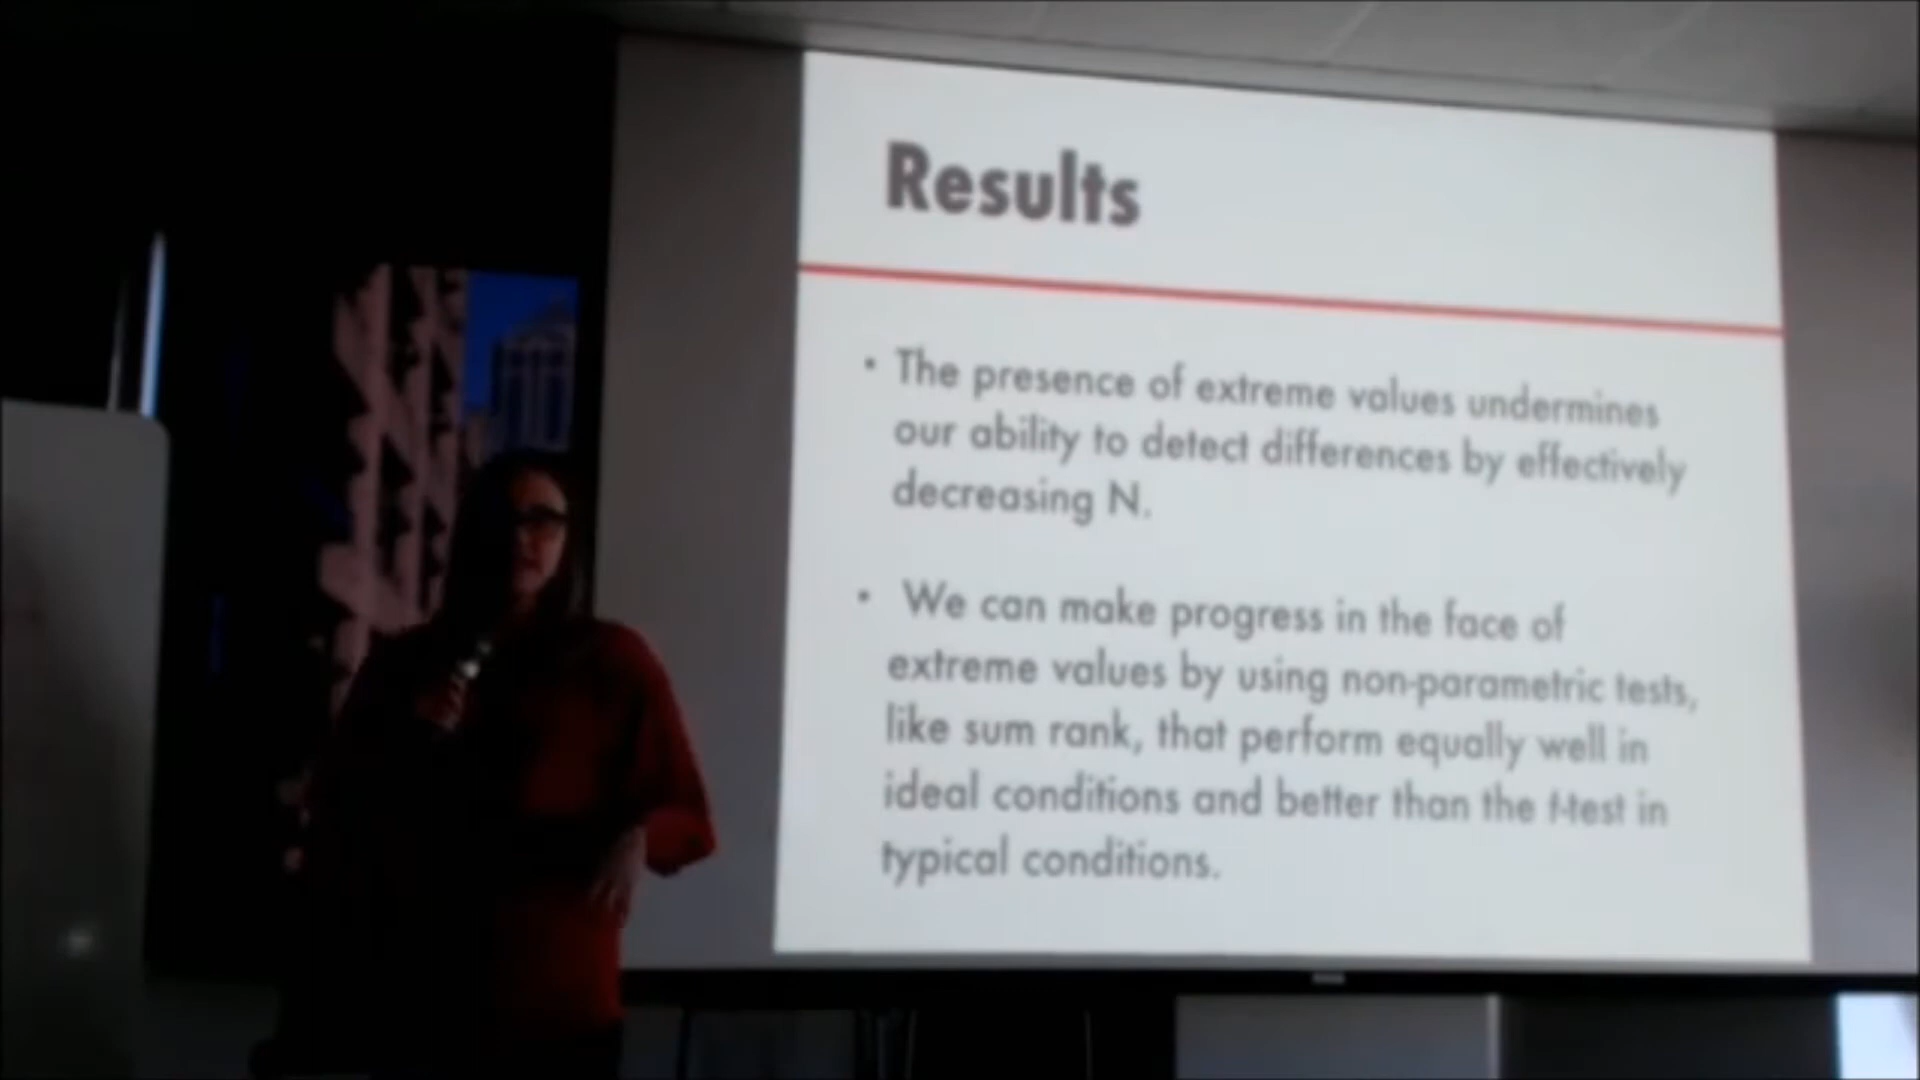 Results
• The presence of extreme values undermines
our ability to detect differences by effectively
decreasing N.
• We can make progress in the face of
extreme values by using non-parametric tests,
like sum rank, that perform equally well in
ideal conditions and better than the t-test in
typical conditions.